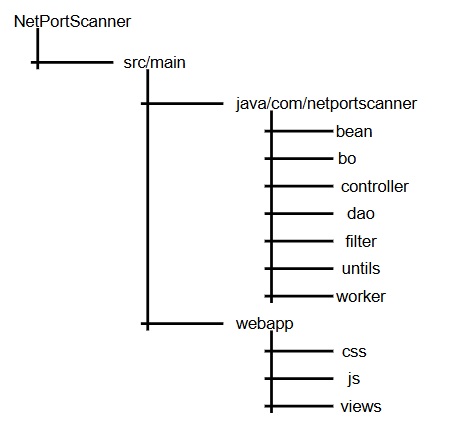 NetPortScanner
src/main
java/com/netportscanner
bean
bo
controller
dao
filter
untils
worker
webapp
css
js
views